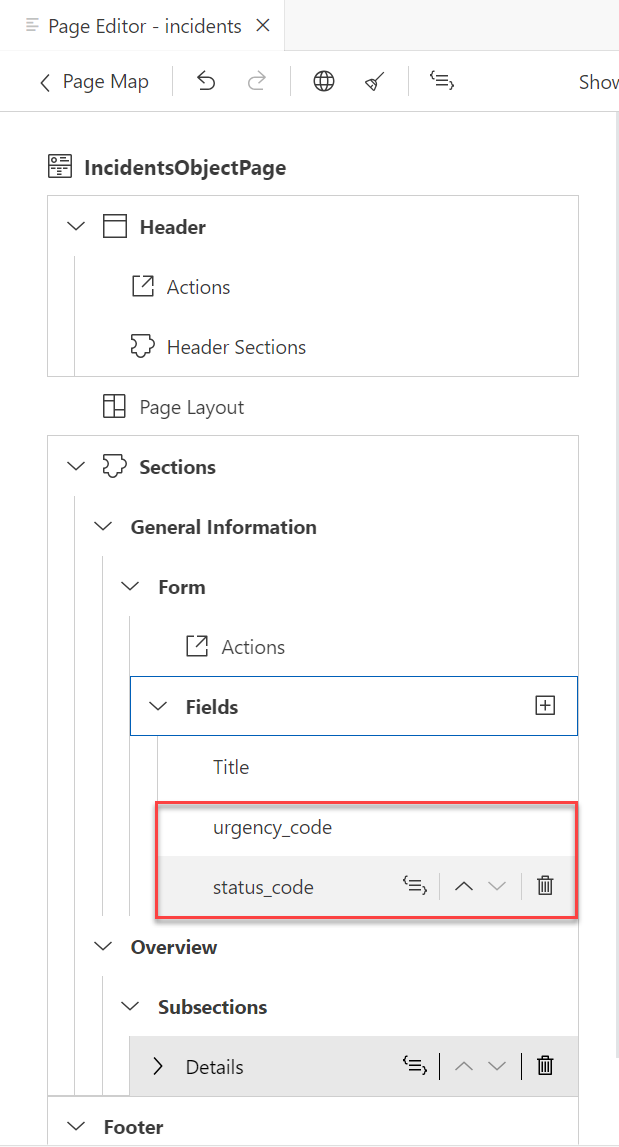 Page Editor - incidents
Page Map
Show
IncidentsObjectPage
Header
Actions
Header Sections
Page Layout
Sections
General Information
Form
Actions
Fields
Title
urgency_code
status_code
Overview
Subsections
Details
Footer